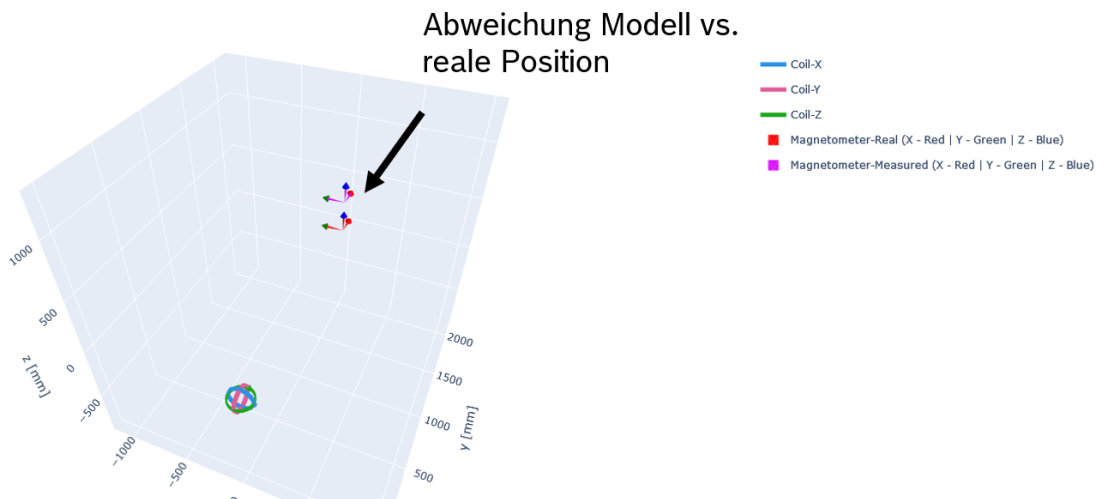 Abweichung Modell vs.
reale Position
Coil-X
Coil-Y
Coil-Z
Magnetometer-Real (X - Red | Y - Green | Z - Blue)
Magnetometer-Measured (X - Red | Y - Green | Z - Blue)
1000
500
0
−500
z [mm]
−1000
−500
2000
1500
1000
500
y [mm]